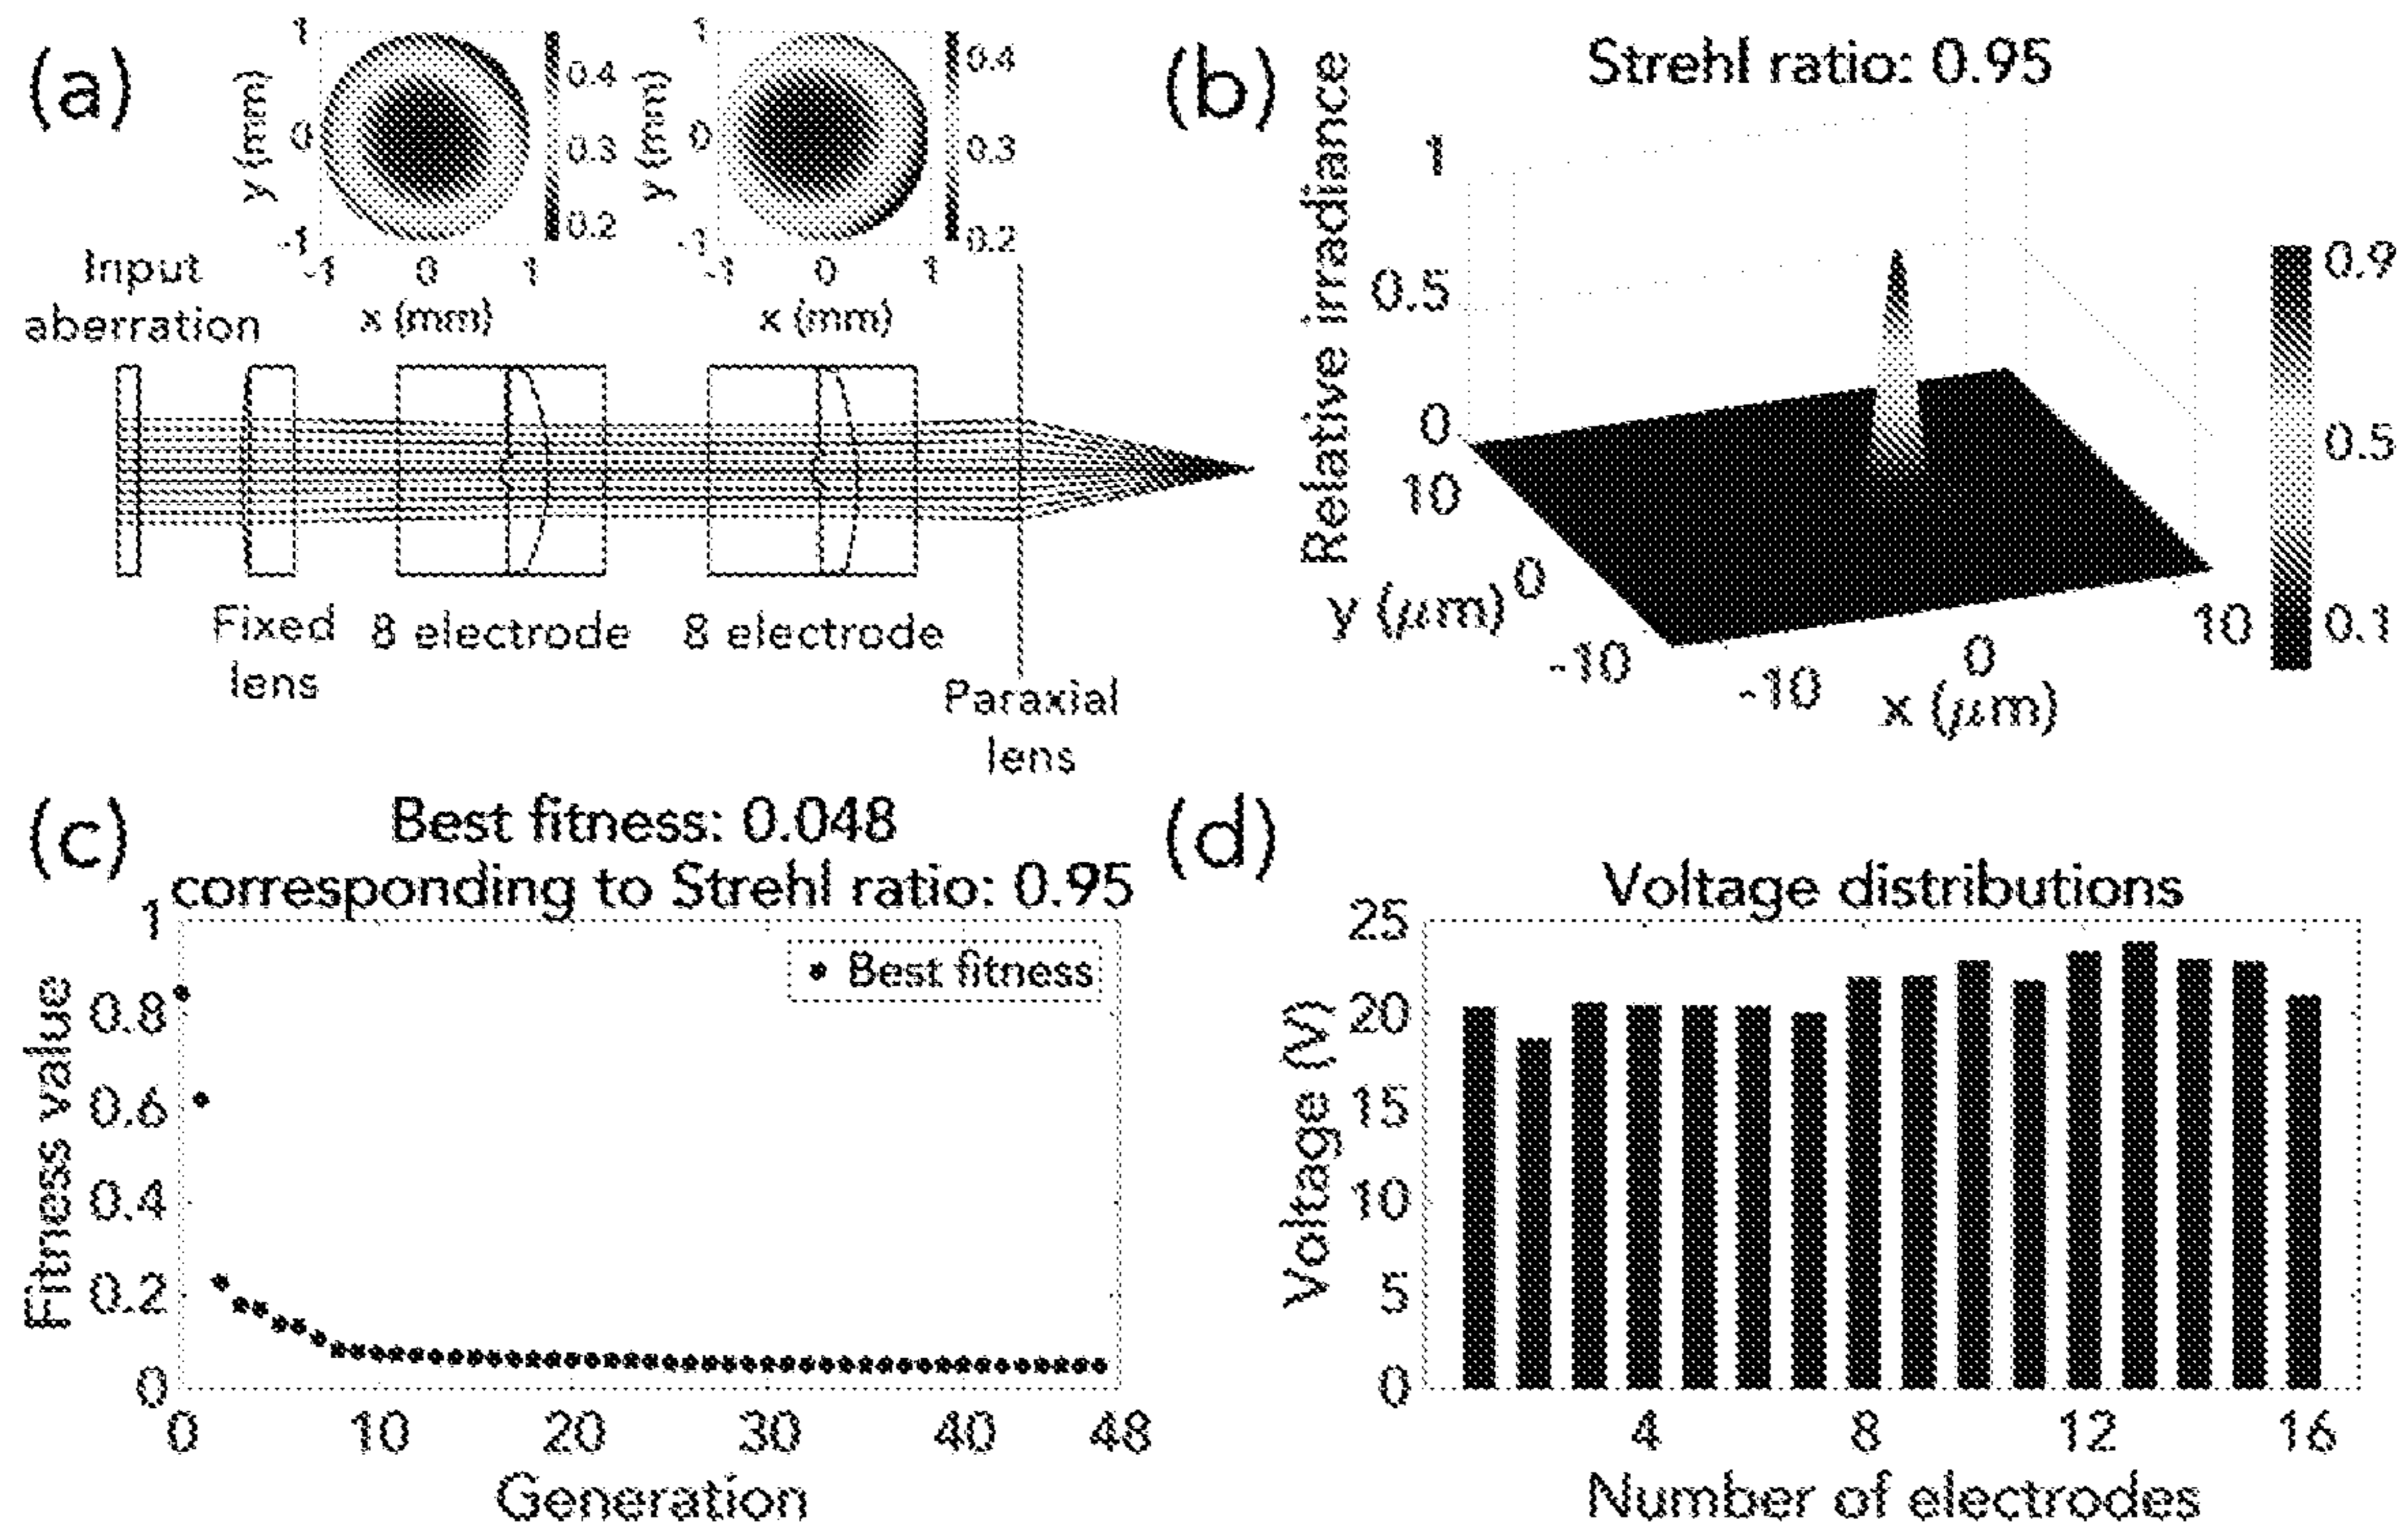 (a)
1
0
-1
y (mm)
-1 0 1
x (mm)
0.4
0.3
0.2
1
0
-1
y (mm)
-1 0 1
x (mm)
0.4
0.3
0.2
Input
aberration
Fixed
lens
8 electrode
8 electrode
Paraxial
lens
(b)
Strehl ratio: 0.95
Relative irradiance
1
0.5
0
10
0
-10
y (μm)
-10
0
10
x (μm)
0.9
0.5
0.1
(c)
Best fitness: 0.048
corresponding to Strehl ratio: 0.95
Best fitness
Fitness value
1
0.8
0.6
0.4
0.2
0
0 10 20 30 40 48
Generation
(d)
Voltage distributions
Voltage (V)
25
20
15
10
5
0
4 8 12 16
Number of electrodes